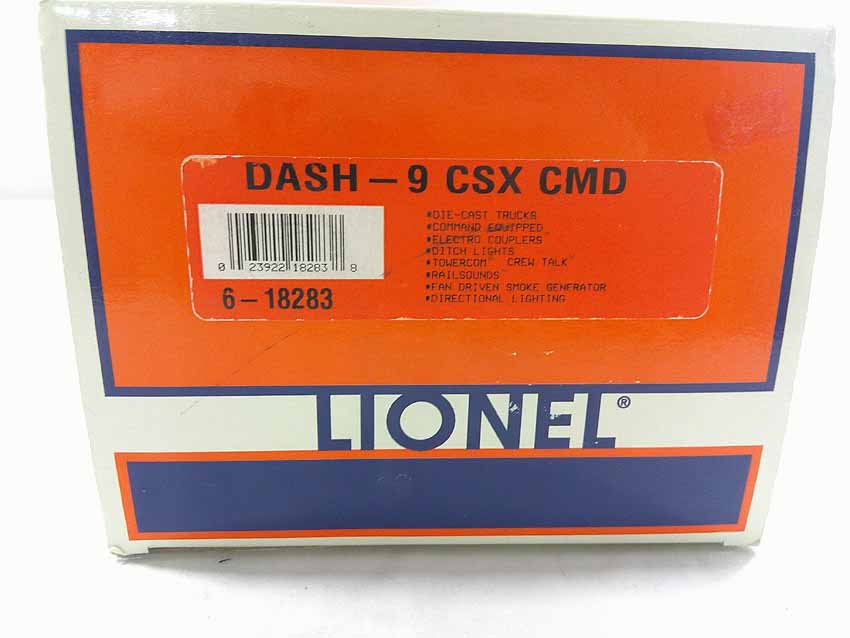 DASH – 9 CSX CMD
*DIE-CAST TRUCKS
*COMMAND EQUIPPED
*ELECTRO COUPLERS
*DITCH LIGHTS
*TOWERCOM" CREW TALK"
*RAILSOUNDS
*FAN DRIVEN SMOKE GENERATOR
*DIRECTIONAL LIGHTING
0 23922 18283 8
6 – 18283
LIONEL®